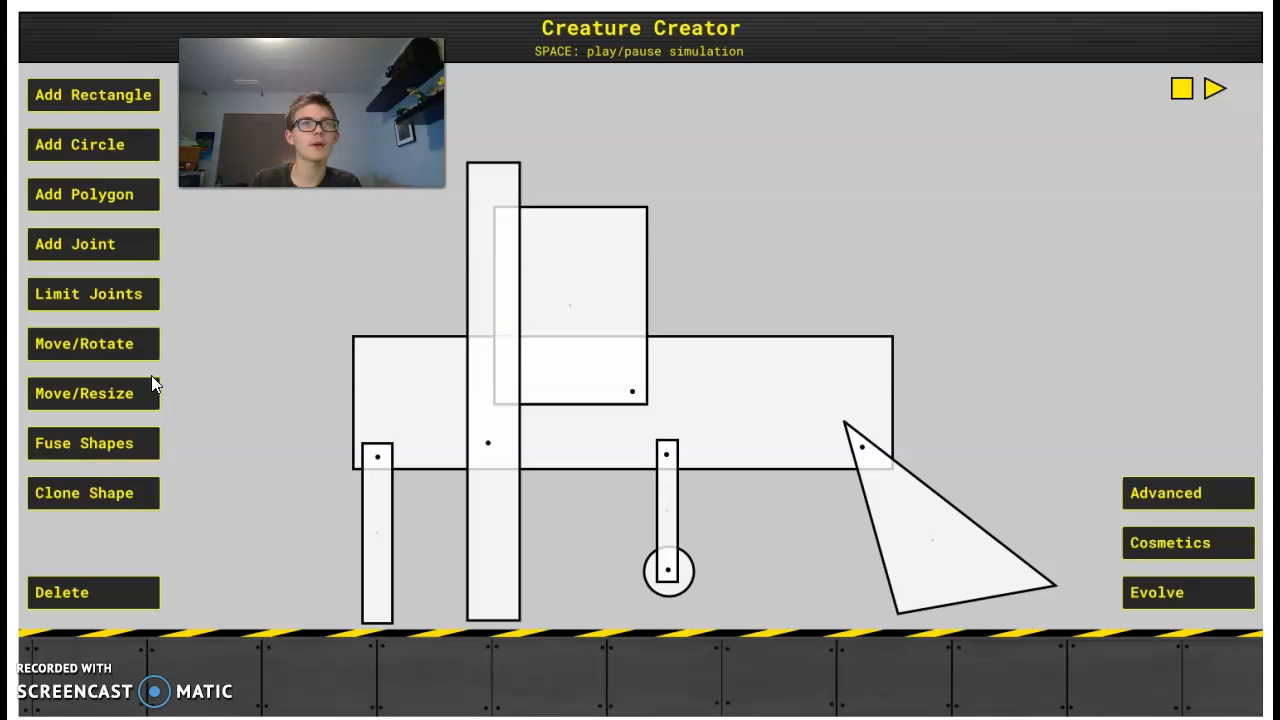 Creature Creator
SPACE: play/pause simulation
Add Rectangle
Add Circle
Add Polygon
Add Joint
Limit Joints
Move/Rotate
Move/Resize
Fuse Shapes
Clone Shape
Delete
Advanced
Cosmetics
Evolve
RECORDED WITH
SCREENCAST MATIC